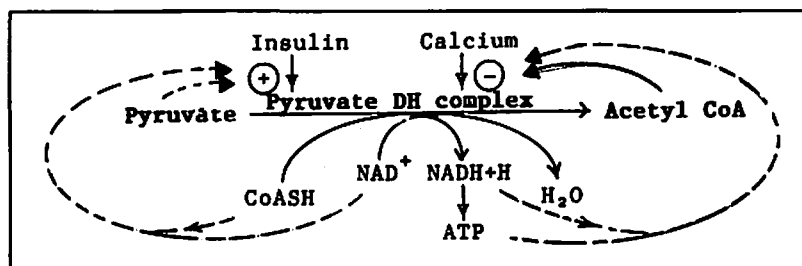 Insulin Calcium
+ −
Pyruvate DH complex
Pyruvate Acetyl CoA
CoASH NAD+ NADH+H H₂O
ATP